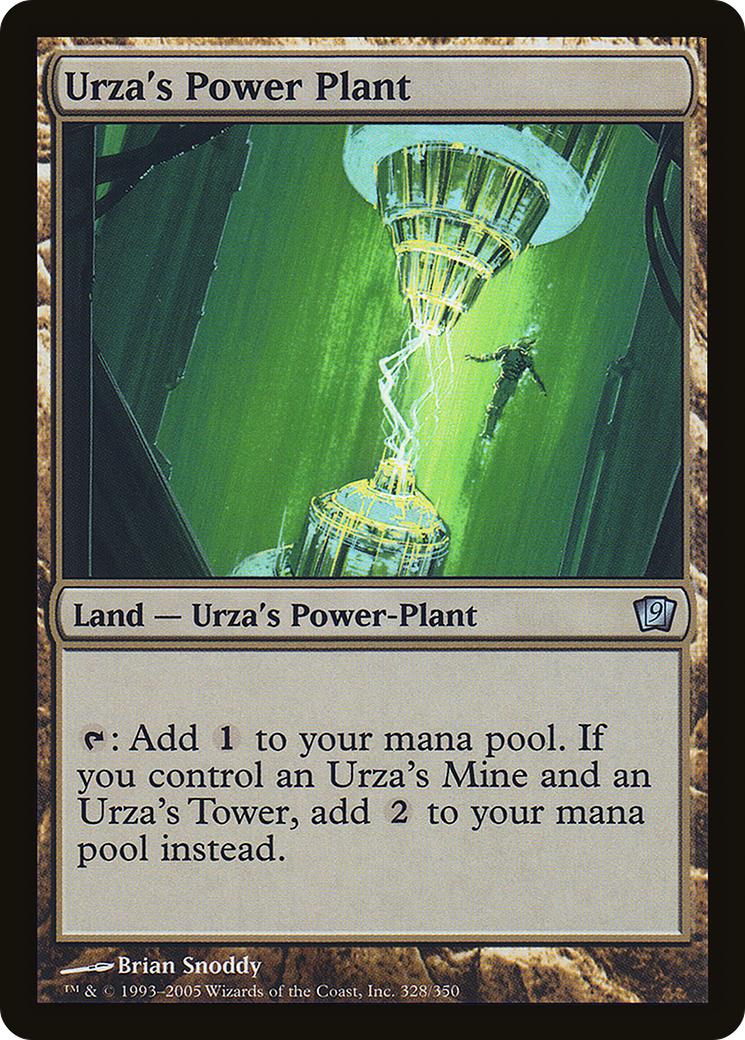 Urza's Power Plant
Land — Urza's Power-Plant
9
: Add 1 to your mana pool. If
you control an Urza's Mine and an
Urza's Tower, add 2 to your mana
pool instead.
Brian Snoddy
™ & © 1993–2005 Wizards of the Coast, Inc. 328/350